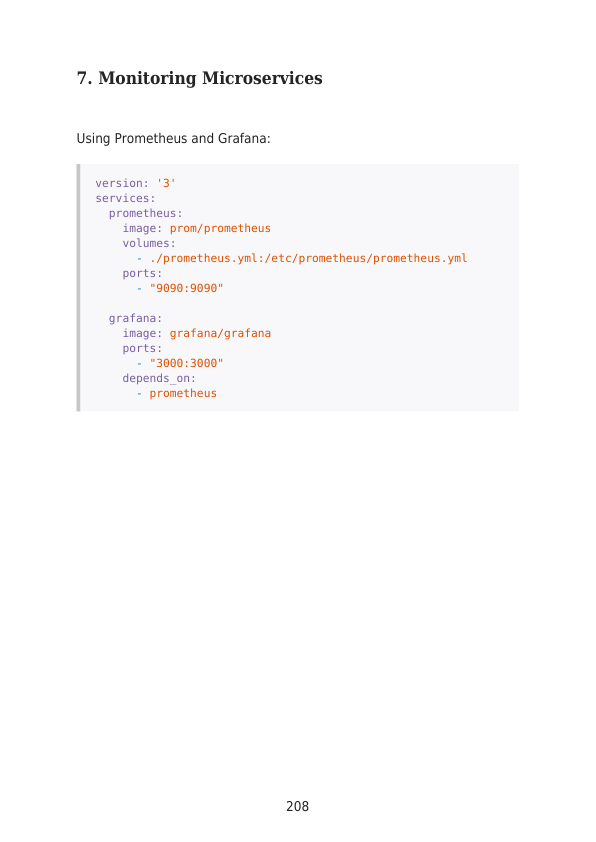 7. Monitoring Microservices
Using Prometheus and Grafana:
version: '3'
services:
  prometheus:
    image: prom/prometheus
    volumes:
      - ./prometheus.yml:/etc/prometheus/prometheus.yml
    ports:
      - "9090:9090"

  grafana:
    image: grafana/grafana
    ports:
      - "3000:3000"
    depends_on:
      - prometheus
208